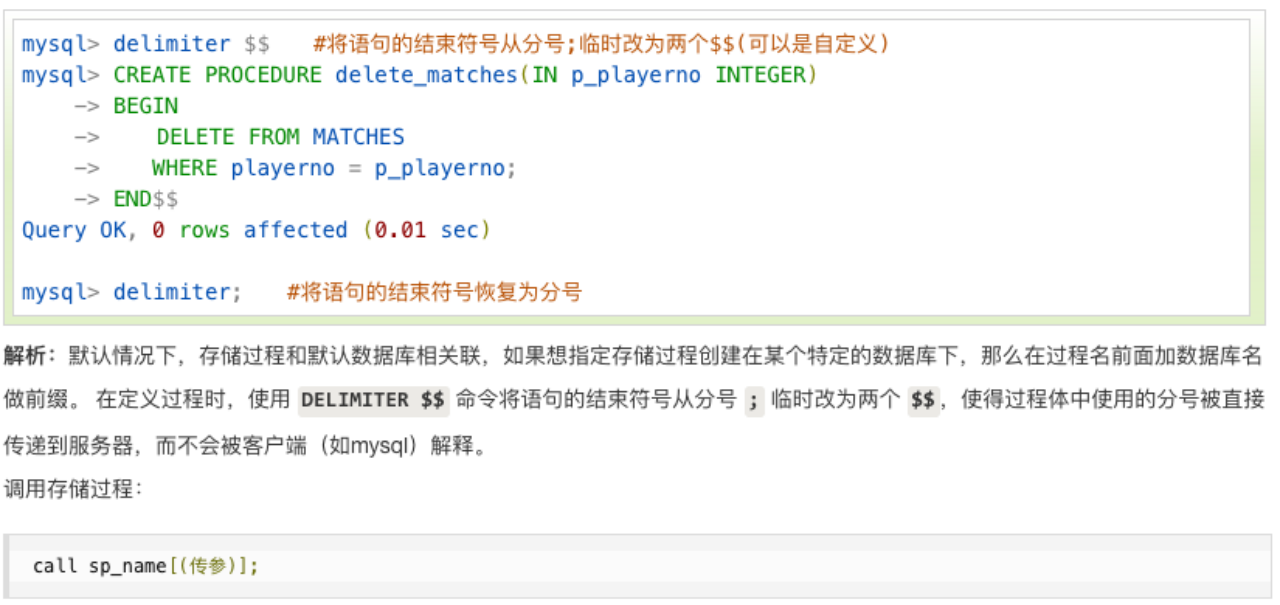 mysql> delimiter $$   #将语句的结束符号从分号;临时改为两个$$(可以是自定义)
mysql> CREATE PROCEDURE delete_matches(IN p_playerno INTEGER)
    -> BEGIN
    ->    DELETE FROM MATCHES
    ->    WHERE playerno = p_playerno;
    -> END$$
Query OK, 0 rows affected (0.01 sec)
mysql> delimiter;   #将语句的结束符号恢复为分号
解析：默认情况下，存储过程和默认数据库相关联，如果想指定存储过程创建在某个特定的数据库下，那么在过程名前面加数据库名
做前缀。 在定义过程时，使用 DELIMITER $$ 命令将语句的结束符号从分号 ; 临时改为两个 $$，使得过程体中使用的分号被直接
传递到服务器，而不会被客户端（如mysql）解释。
调用存储过程：
call sp_name[(传参)];